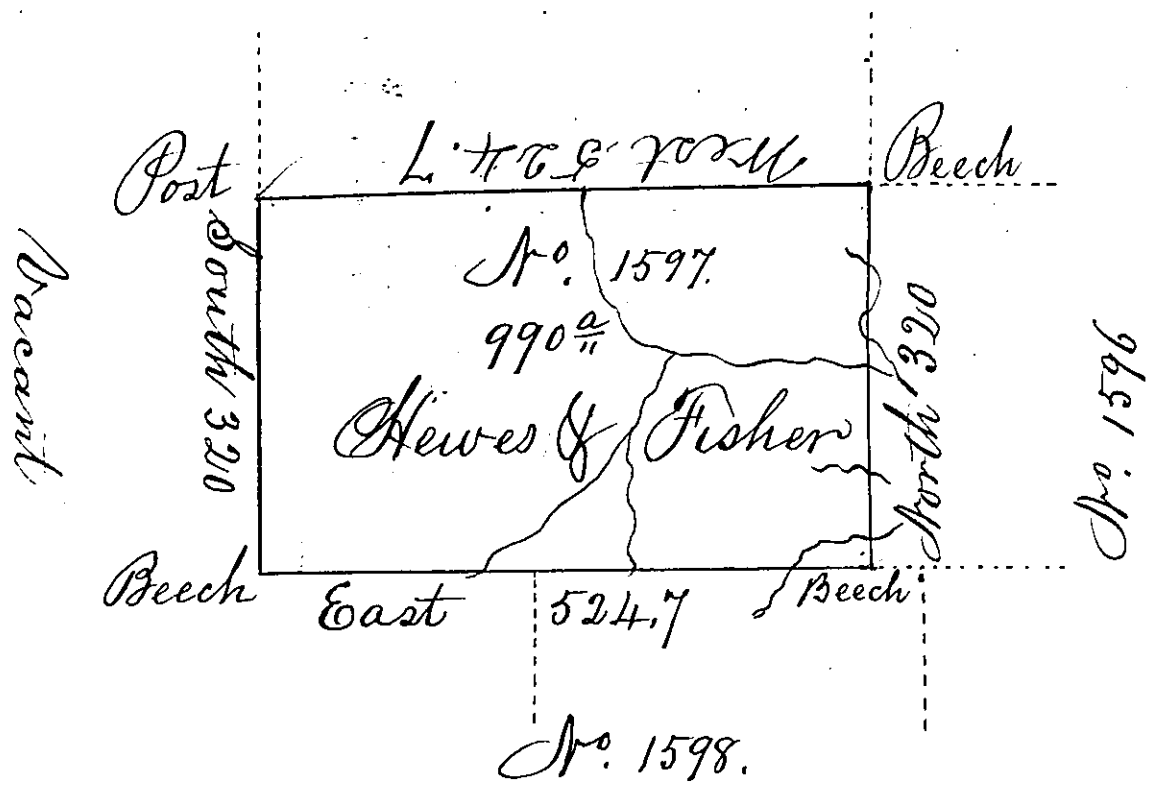 West 524.7
Post
Beech
South 320
Vacant
No. 1597.
990 a
Hewes & Fisher
North 320
No. 1596
Beech
East 524.7
Beech
No. 1598.